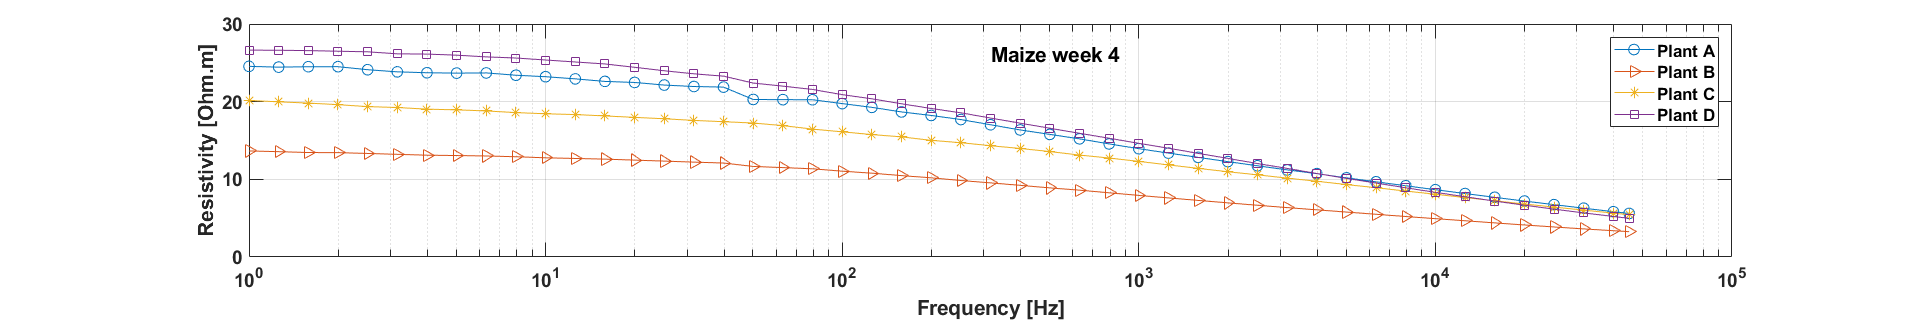 Maize week 4
Plant A
Plant B
Plant C
Plant D
Resistivity [Ohm.m]
30
20
10
0
10^0 10^1 10^2 10^3 10^4 10^5
Frequency [Hz]